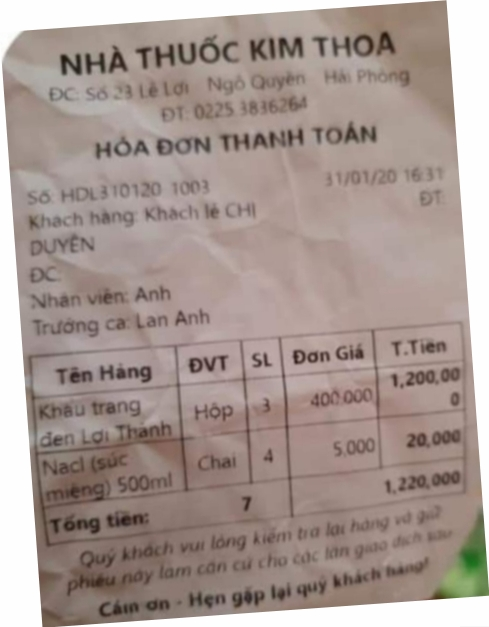 NHÀ THUỐC KIM THOA
ĐC: Số 23 Lê Lợi Ngô Quyền Hải Phòng
ĐT: 0225 3836264
HÓA ĐƠN THANH TOÁN
Số: HDL310120 1003 31/01/20 16:31
Khách hàng: Khách lẻ CHỊ ĐT:
DUYÊN
ĐC:
Nhân viên: Anh
Trưởng ca: Lan Anh
Tên Hàng ĐVT SL Đơn Giá T.Tiền
Khẩu trang Hộp 3 400,000 1,200,00
đen Lợi Thành 0
Nacl (súc Chai 4 5,000 20,000
miệng) 500ml
Tổng tiền: 7 1,220,000
Quý khách vui lòng kiểm tra lại hàng và giữ
phiếu này làm căn cứ cho các lần giao dịch sau
Cám ơn - Hẹn gặp lại quý khách hàng!